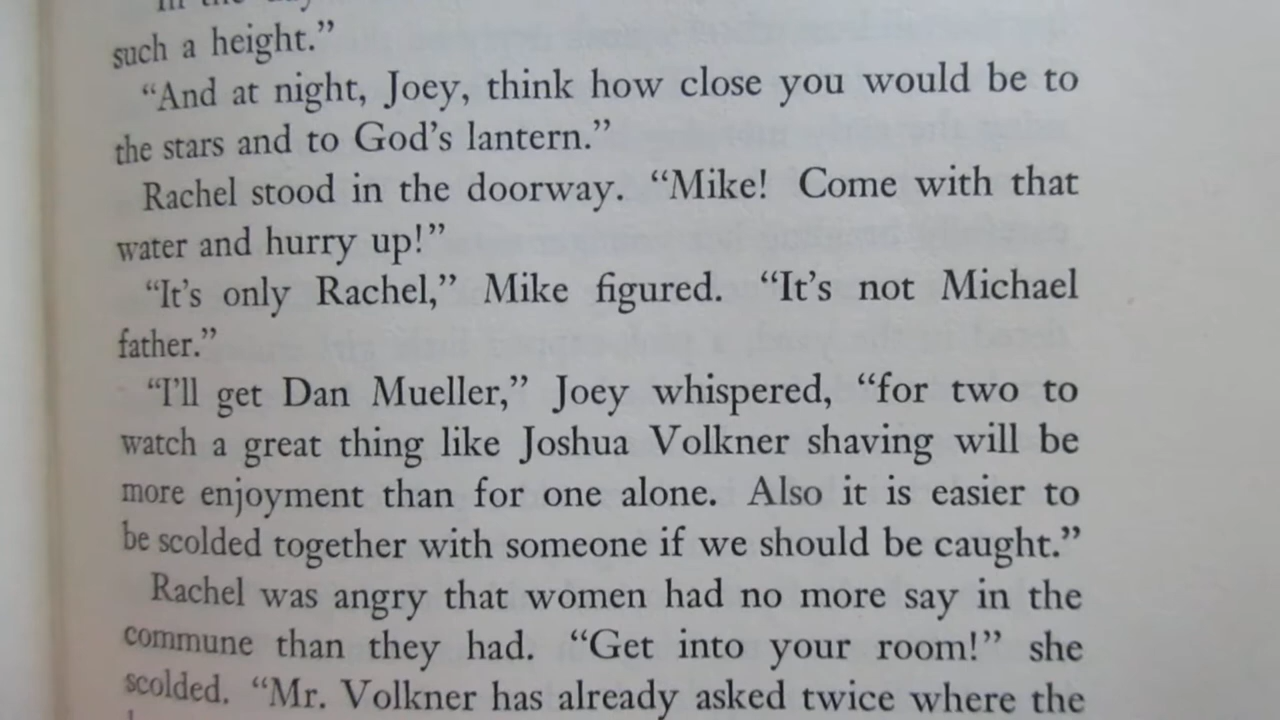 such a height.”
“And at night, Joey, think how close you would be to
the stars and to God’s lantern.”
Rachel stood in the doorway. “Mike! Come with that
water and hurry up!”
“It’s only Rachel,” Mike figured. “It’s not Michael
father.”
“I’ll get Dan Mueller,” Joey whispered, “for two to
watch a great thing like Joshua Volkner shaving will be
more enjoyment than for one alone. Also it is easier to
be scolded together with someone if we should be caught.”
Rachel was angry that women had no more say in the
commune than they had. “Get into your room!” she
scolded. “Mr. Volkner has already asked twice where the